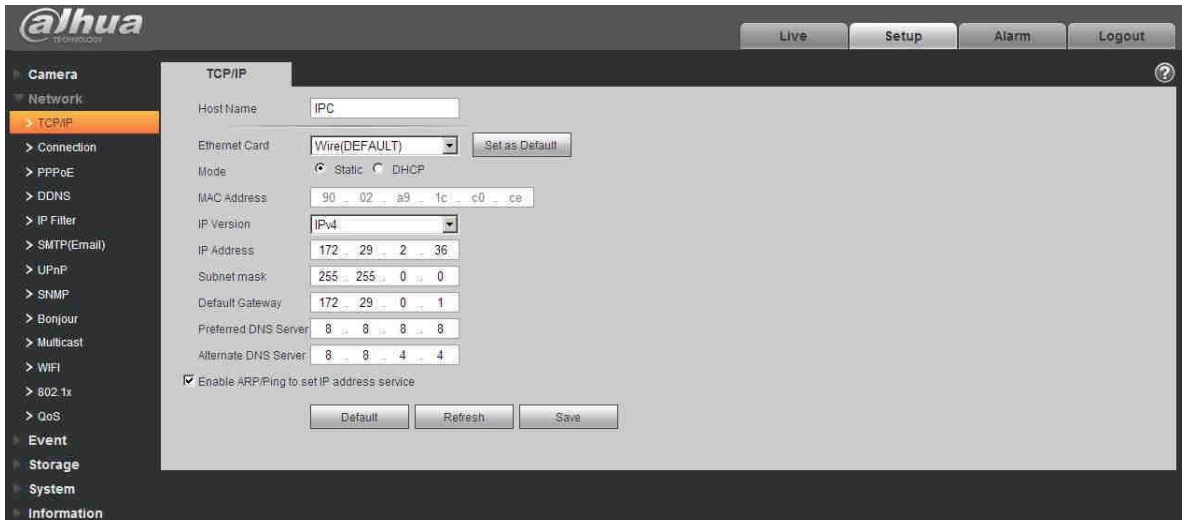 alhua
TECHNOLOGY
Live Setup Alarm Logout
Camera
Network
> TCP/IP
> Connection
> PPPoE
> DDNS
> IP Filter
> SMTP(Email)
> UPnP
> SNMP
> Bonjour
> Multicast
> WIFI
> 802.1x
> QoS
Event
Storage
System
Information
TCP/IP
?
Host Name IPC
Ethernet Card Wire(DEFAULT) Set as Default
Mode Static DHCP
MAC Address 90 . 02 . a9 . 1c . c0 . ce
IP Version IPv4
IP Address 172 . 29 . 2 . 36
Subnet mask 255 . 255 . 0 . 0
Default Gateway 172 . 29 . 0 . 1
Preferred DNS Server 8 . 8 . 8 . 8
Alternate DNS Server 8 . 8 . 4 . 4
Enable ARP/Ping to set IP address service
Default Refresh Save